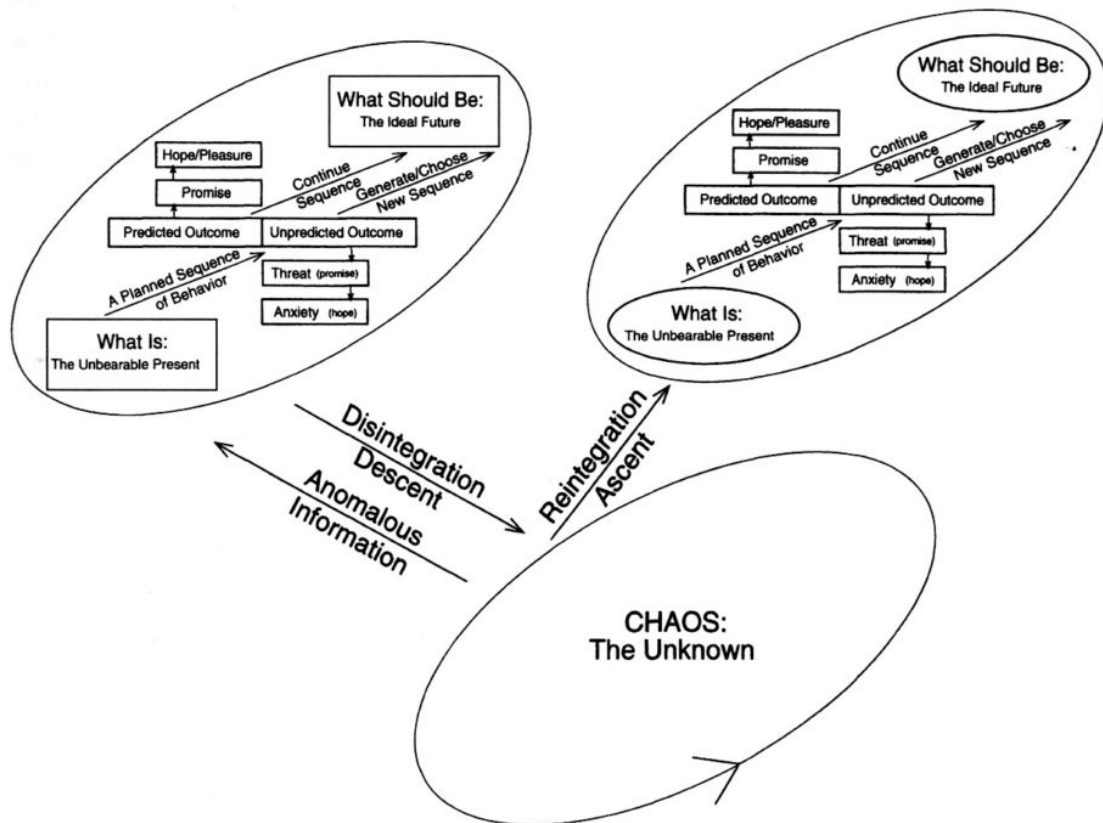 What Should Be:
The Ideal Future
Hope/Pleasure
Promise
Continue
Sequence
Generate/Choose
New Sequence
Predicted Outcome
Unpredicted Outcome
A Planned Sequence
of Behavior
Threat (promise)
Anxiety (hope)
What Is:
The Unbearable Present
What Should Be:
The Ideal Future
Hope/Pleasure
Promise
Continue
Sequence
Generate/Choose
New Sequence
Predicted Outcome
Unpredicted Outcome
A Planned Sequence
of Behavior
Threat (promise)
Anxiety (hope)
What Is:
The Unbearable Present
Disintegration
Descent
Anomalous
Information
Reintegration
Ascent
CHAOS:
The Unknown